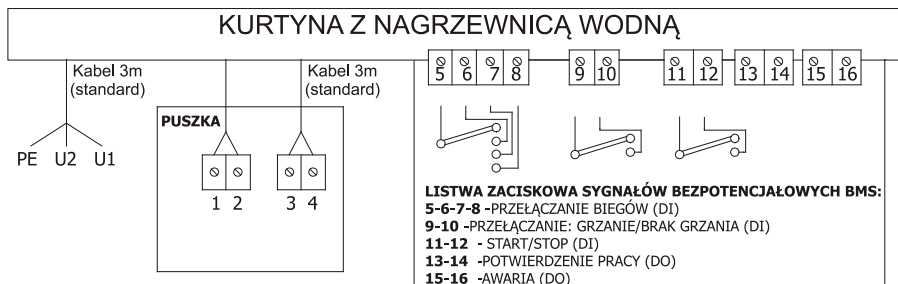 KURTYNA Z NAGRZEWNICĄ WODNĄ
5 6 7 8 9 10 11 12 13 14 15 16
Kabel 3m
(standard)
Kabel 3m
(standard)
PUSZKA
PE U2 U1
1 2 3 4
LISTWA ZACISKOWA SYGNAŁÓW BEZPOTENCJAŁOWYCH BMS:
5-6-7-8 -PRZEŁĄCZANIE BIEGÓW (DI)
9-10 -PRZEŁĄCZANIE: GRZANIE/BRAK GRZANIA (DI)
11-12 - START/STOP (DI)
13-14 -POTWIERDZENIE PRACY (DO)
15-16 -AWARIA (DO)